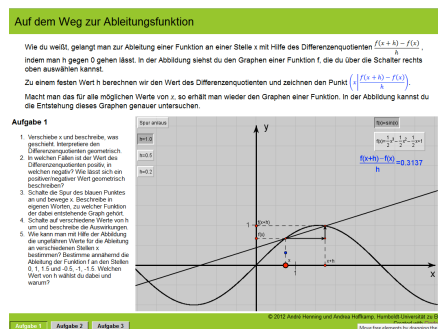 Auf dem Weg zur Ableitungsfunktion
Wie du weißt, gelangt man zur Ableitung einer Funktion an einer Stelle x mit Hilfe des Differenzenquotienten (f(x + h) − f(x))/h ,
indem man h gegen 0 gehen lässt. In der Abbildung siehst du den Graphen einer Funktion f, die du über die Schalter rechts
oben auswählen kannst.
Zu einem festen Wert h berechnen wir den Wert des Differenzenquotienten und zeichnen den Punkt (x | (f(x + h) − f(x))/h).
Macht man das für alle möglichen Werte von x, so erhält man wieder den Graphen einer Funktion. In der Abbildung kannst du
die Entstehung dieses Graphen genauer untersuchen.
Aufgabe 1
1. Verschiebe x und beschreibe, was
geschieht. Interpretiere den
Differenzenquotienten geometrisch.
2. In welchen Fällen ist der Wert des
Differenzenquotienten positiv, in
welchen negativ? Wie lässt sich ein
positiver/negativer Wert geometrisch
beschreiben?
3. Schalte die Spur des blauen Punktes
an und bewege x. Beschreibe in
eigenen Worten, zu welcher Funktion
der dabei entstehende Graph gehört.
4. Schalte auf verschiedene Werte von h
um und beschreibe die Auswirkungen.
5. Wie kann man mit Hilfe der Abbildung
die ungefähren Werte für die Ableitung
an verschiedenen Stellen x
bestimmen? Bestimme annähernd die
Ableitung der Funktion f an den Stellen
0, 1, 1.5 und -0.5, -1, -1.5. Welchen
Wert von h wählst du dabei und
warum?
Spur an/aus
h=1.0
h=0.5
h=0.2
y
f(x)=sin(x)
(f(x+h)−f(x))/h =0.3137
1
f(x+h)
f(x)
x
1
x+h
x
© 2012 André Henning und Andrea Hoffkamp, Humboldt-Universität zu B
Aufgabe 1
Aufgabe 2
Aufgabe 3